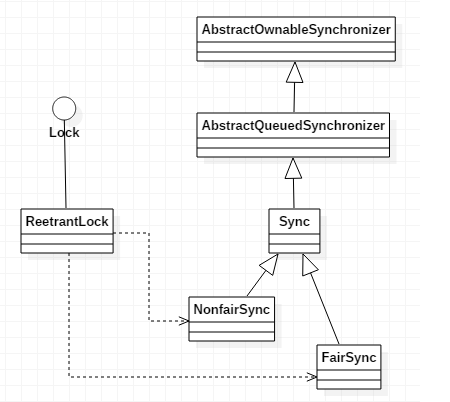 AbstractOwnableSynchronizer
AbstractQueuedSynchronizer
Lock
ReetrantLock
Sync
NonfairSync
FairSync